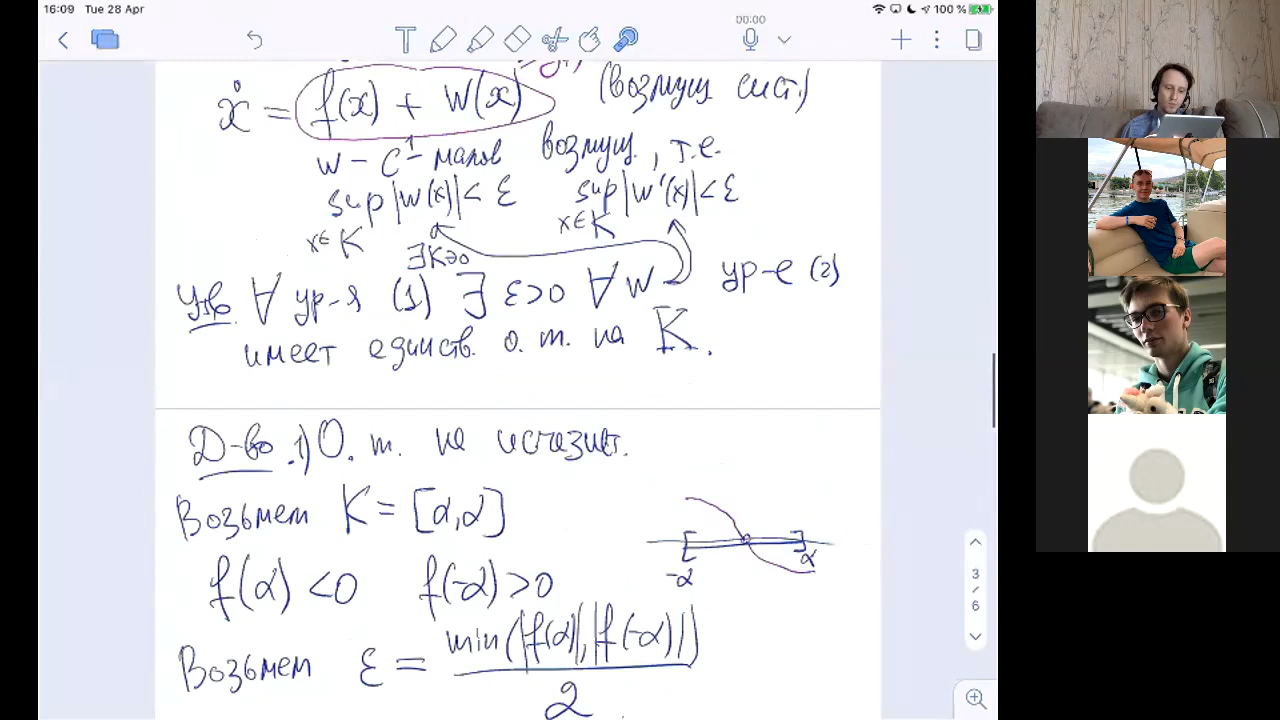 16:09 Tue 28 Apr
100 %
00:00
ẋ = f(x) + w(x) (возмущ сист.)
w – C¹ – малое возмущ., т.е.
sup |w(x)| < ε sup |w'(x)| < ε
x∈K x∈K
∃K∋0
Утв. ∀ ур-я (1) ∃ ε>0 ∀w ур-е (2)
имеет единств. о. т. на K.
Д-во. 1) О. т. не исчезнет.
Возьмем K = [α,α]
-α α
f(α) <0 f(-α) >0
Возьмем ε = min(|f(α)|,|f(-α)|)
2
3
/
6